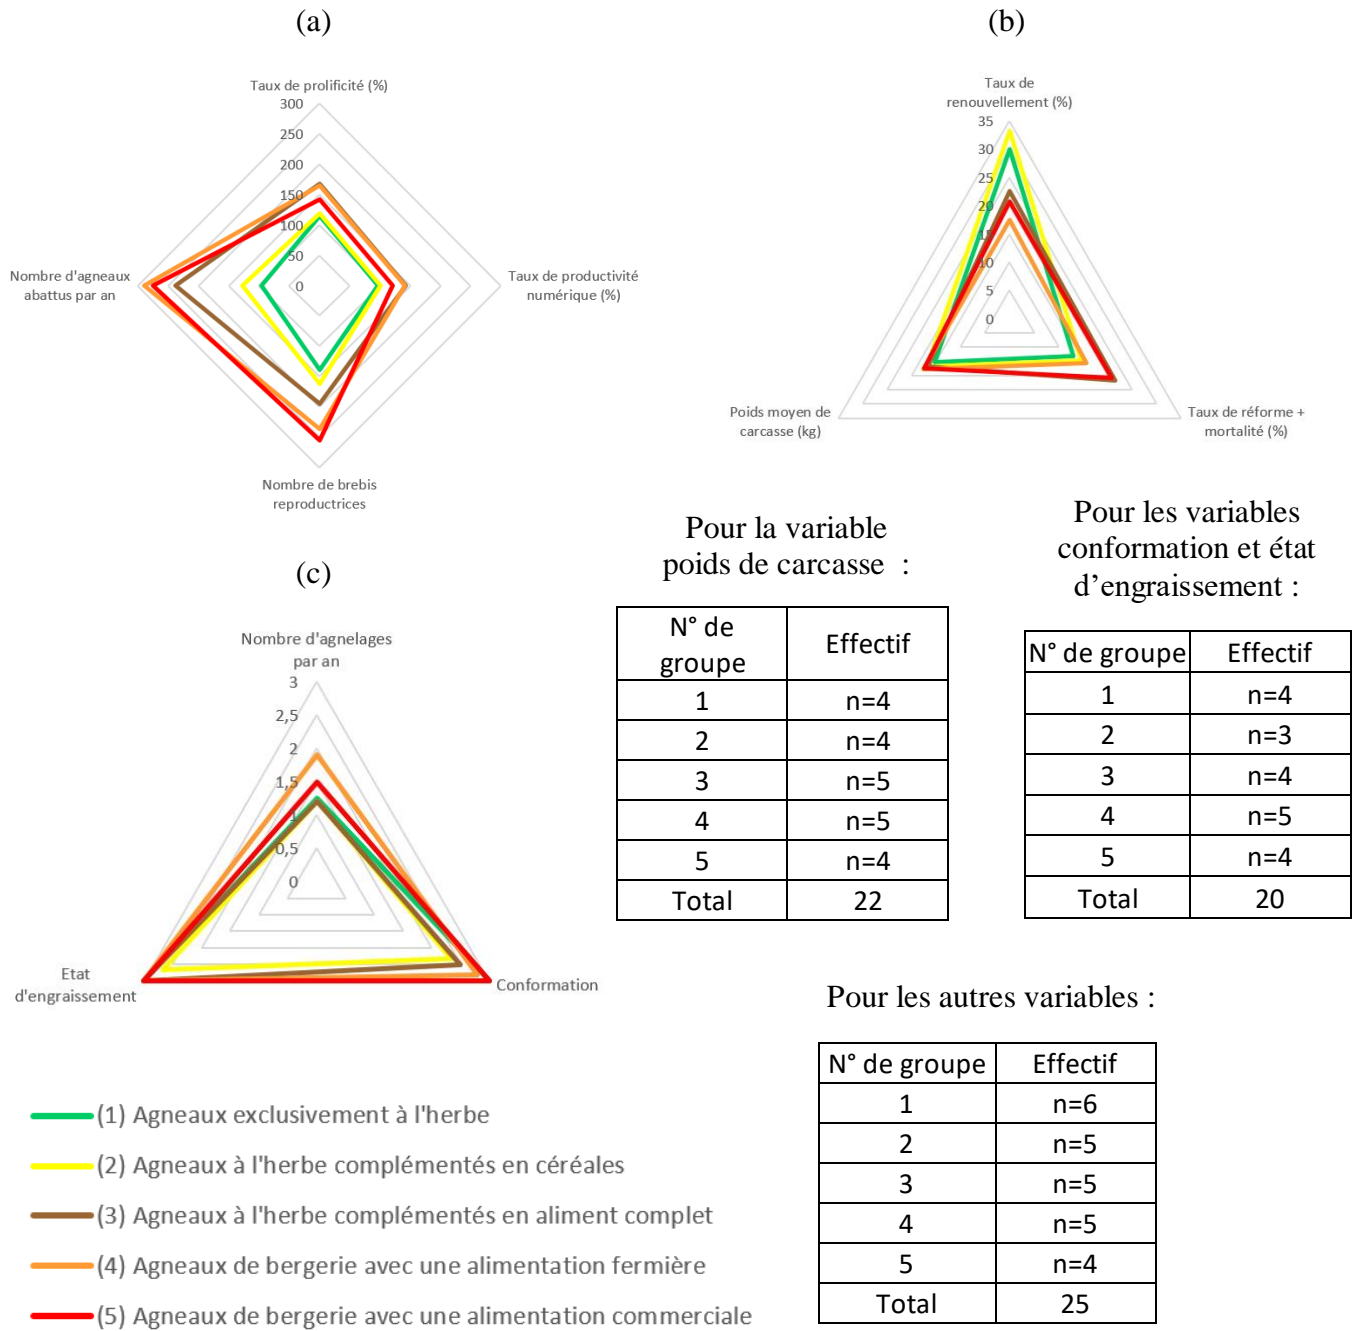 (a)
Taux de prolificité (%)
300
250
200
150
100
50
0
Nombre d'agneaux
abattus par an
Taux de productivité
numérique (%)
Nombre de brebis
reproductrices
(b)
Taux de
renouvellement (%)
35
30
25
20
15
10
5
0
Poids moyen de
carcasse (kg)
Taux de réforme +
mortalité (%)
(c)
Nombre d'agnelages
par an
3
2,5
2
1,5
1
0,5
0
Etat
d'engraissement
Conformation
Pour la variable
poids de carcasse :
N° de
groupe
Effectif
1 n=4
2 n=4
3 n=5
4 n=5
5 n=4
Total 22
Pour les variables
conformation et état
d’engraissement :
N° de groupe Effectif
1 n=4
2 n=3
3 n=4
4 n=5
5 n=4
Total 20
Pour les autres variables :
N° de groupe Effectif
1 n=6
2 n=5
3 n=5
4 n=5
5 n=4
Total 25
(1) Agneaux exclusivement à l'herbe
(2) Agneaux à l'herbe complémentés en céréales
(3) Agneaux à l'herbe complémentés en aliment complet
(4) Agneaux de bergerie avec une alimentation fermière
(5) Agneaux de bergerie avec une alimentation commerciale